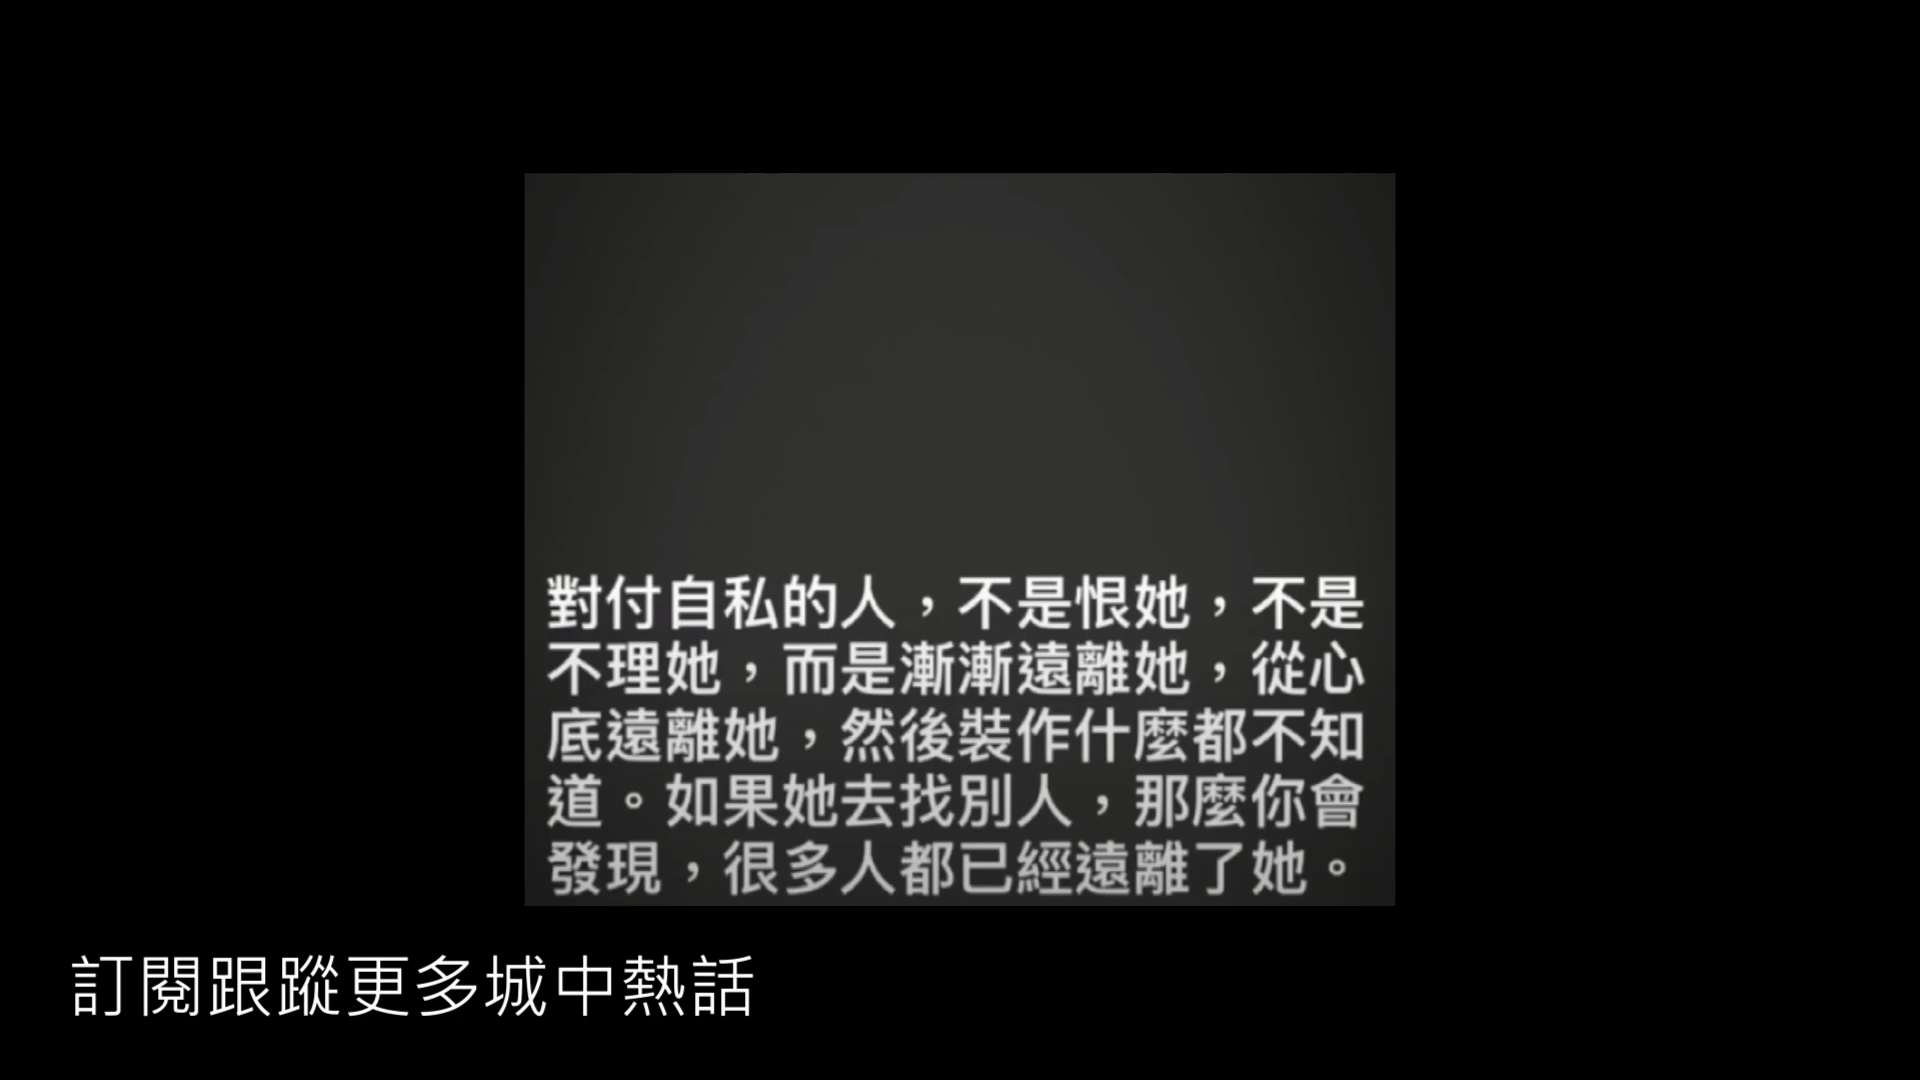 對付自私的人，不是恨她，不是
不理她，而是漸漸遠離她，從心
底遠離她，然後裝作什麼都不知
道。如果她去找別人，那麼你會
發現，很多人都已經遠離了她。
訂閱跟蹤更多城中熱話